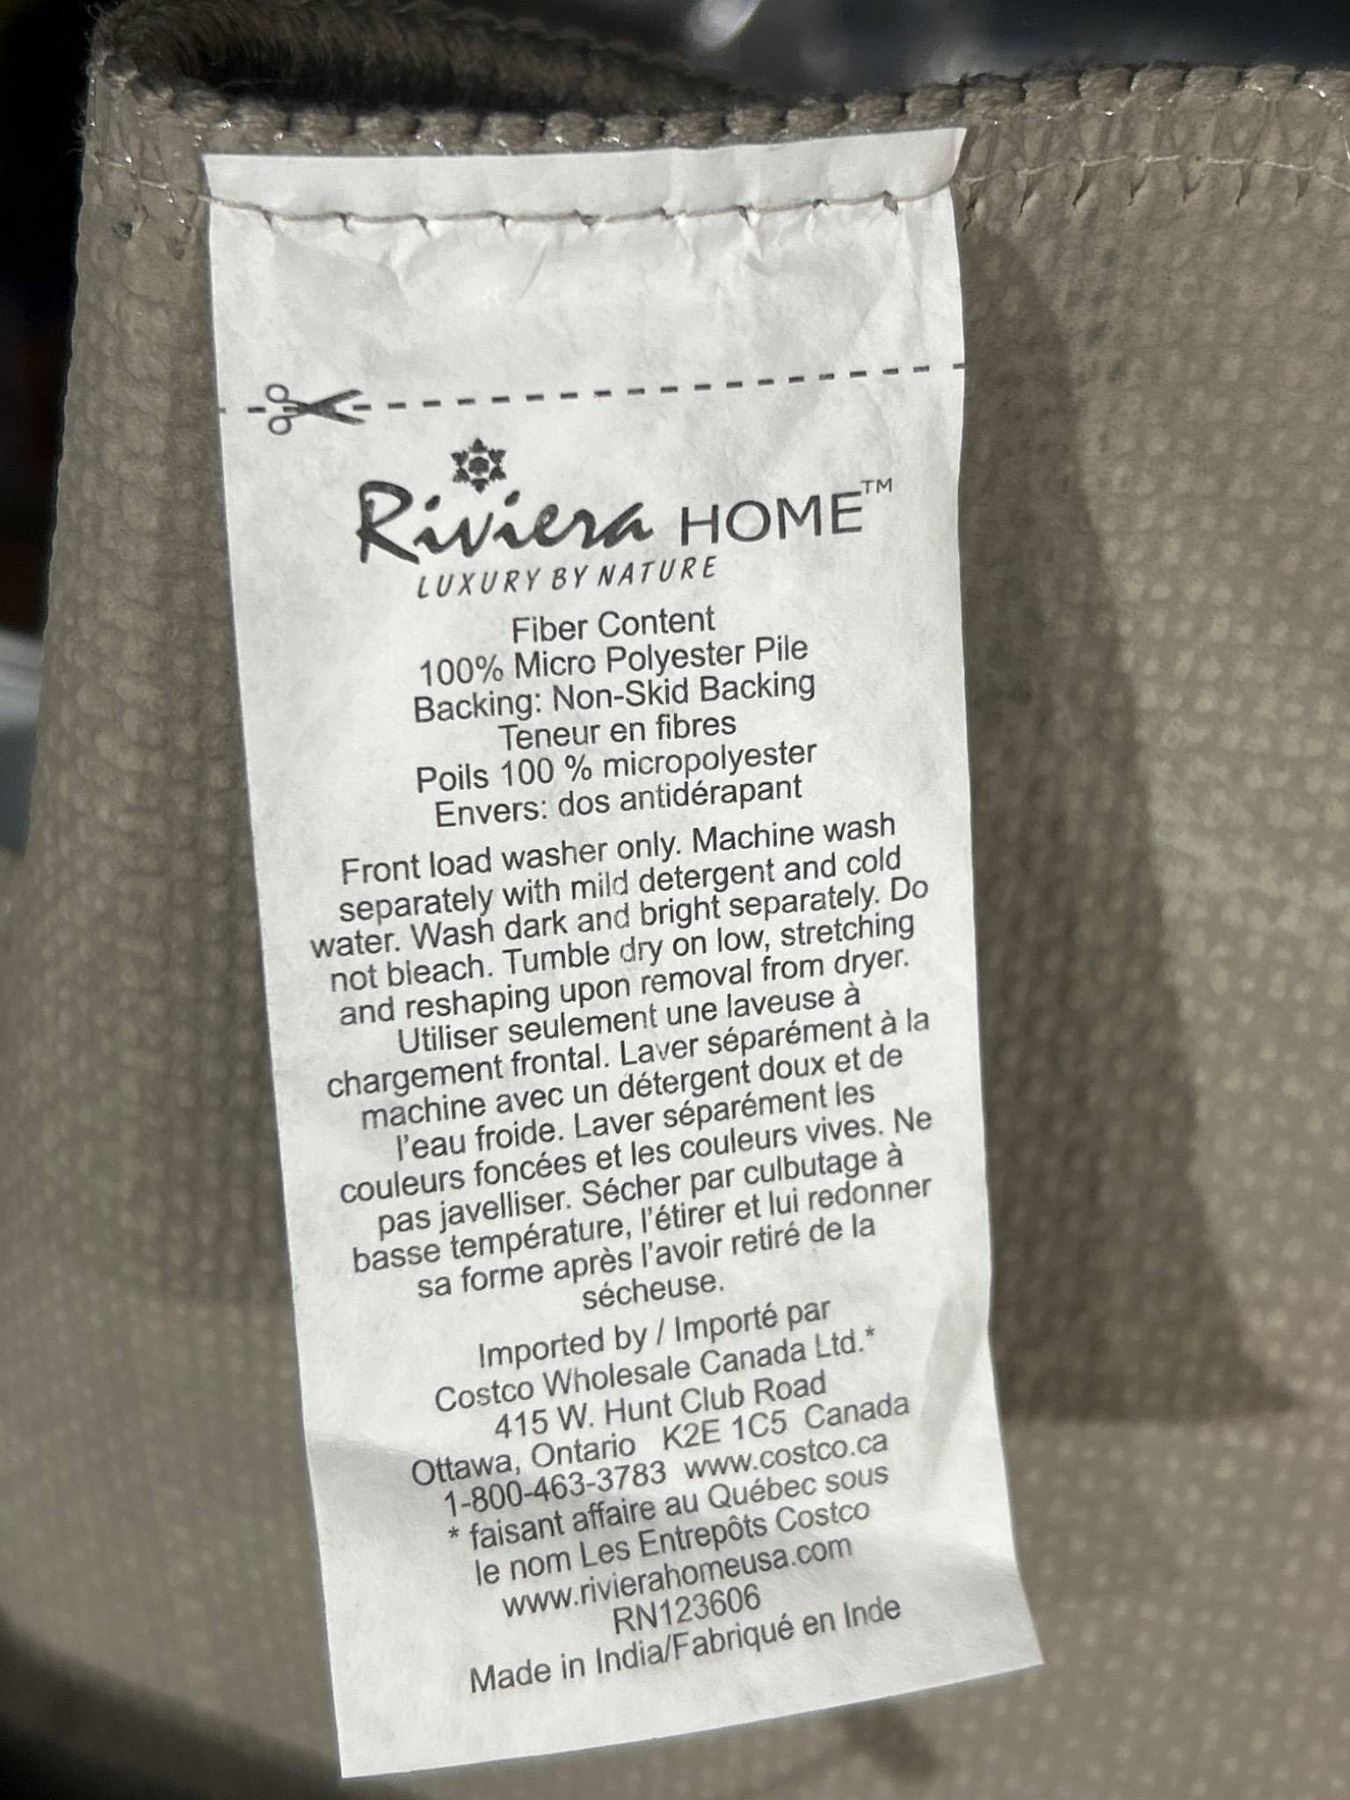 Riviera HOME™
LUXURY BY NATURE
Fiber Content
100% Micro Polyester Pile
Backing: Non-Skid Backing
Teneur en fibres
Poils 100 % micropolyester
Envers: dos antidérapant
Front load washer only. Machine wash
separately with mild detergent and cold
water. Wash dark and bright separately. Do
not bleach. Tumble dry on low, stretching
and reshaping upon removal from dryer.
Utiliser seulement une laveuse à
chargement frontal. Laver séparément à la
machine avec un détergent doux et de
l'eau froide. Laver séparément les
couleurs foncées et les couleurs vives. Ne
pas javelliser. Sécher par culbutage à
basse température, l'étirer et lui redonner
sa forme après l'avoir retiré de la
sécheuse.
Imported by / Importé par
Costco Wholesale Canada Ltd.*
415 W. Hunt Club Road
Ottawa, Ontario K2E 1C5 Canada
1-800-463-3783 www.costco.ca
* faisant affaire au Québec sous
le nom Les Entrepôts Costco
www.rivierahomeusa.com
RN123606
Made in India/Fabriqué en Inde